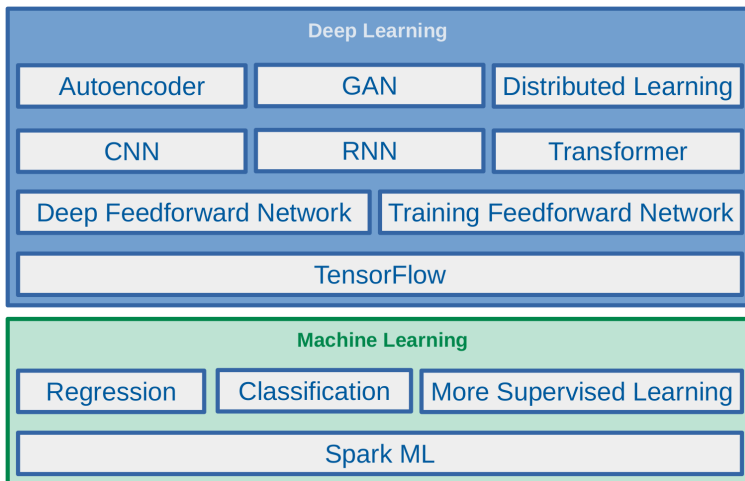 Deep Learning
Autoencoder
GAN
Distributed Learning
CNN
RNN
Transformer
Deep Feedforward Network
Training Feedforward Network
TensorFlow
Machine Learning
Regression
Classification
More Supervised Learning
Spark ML